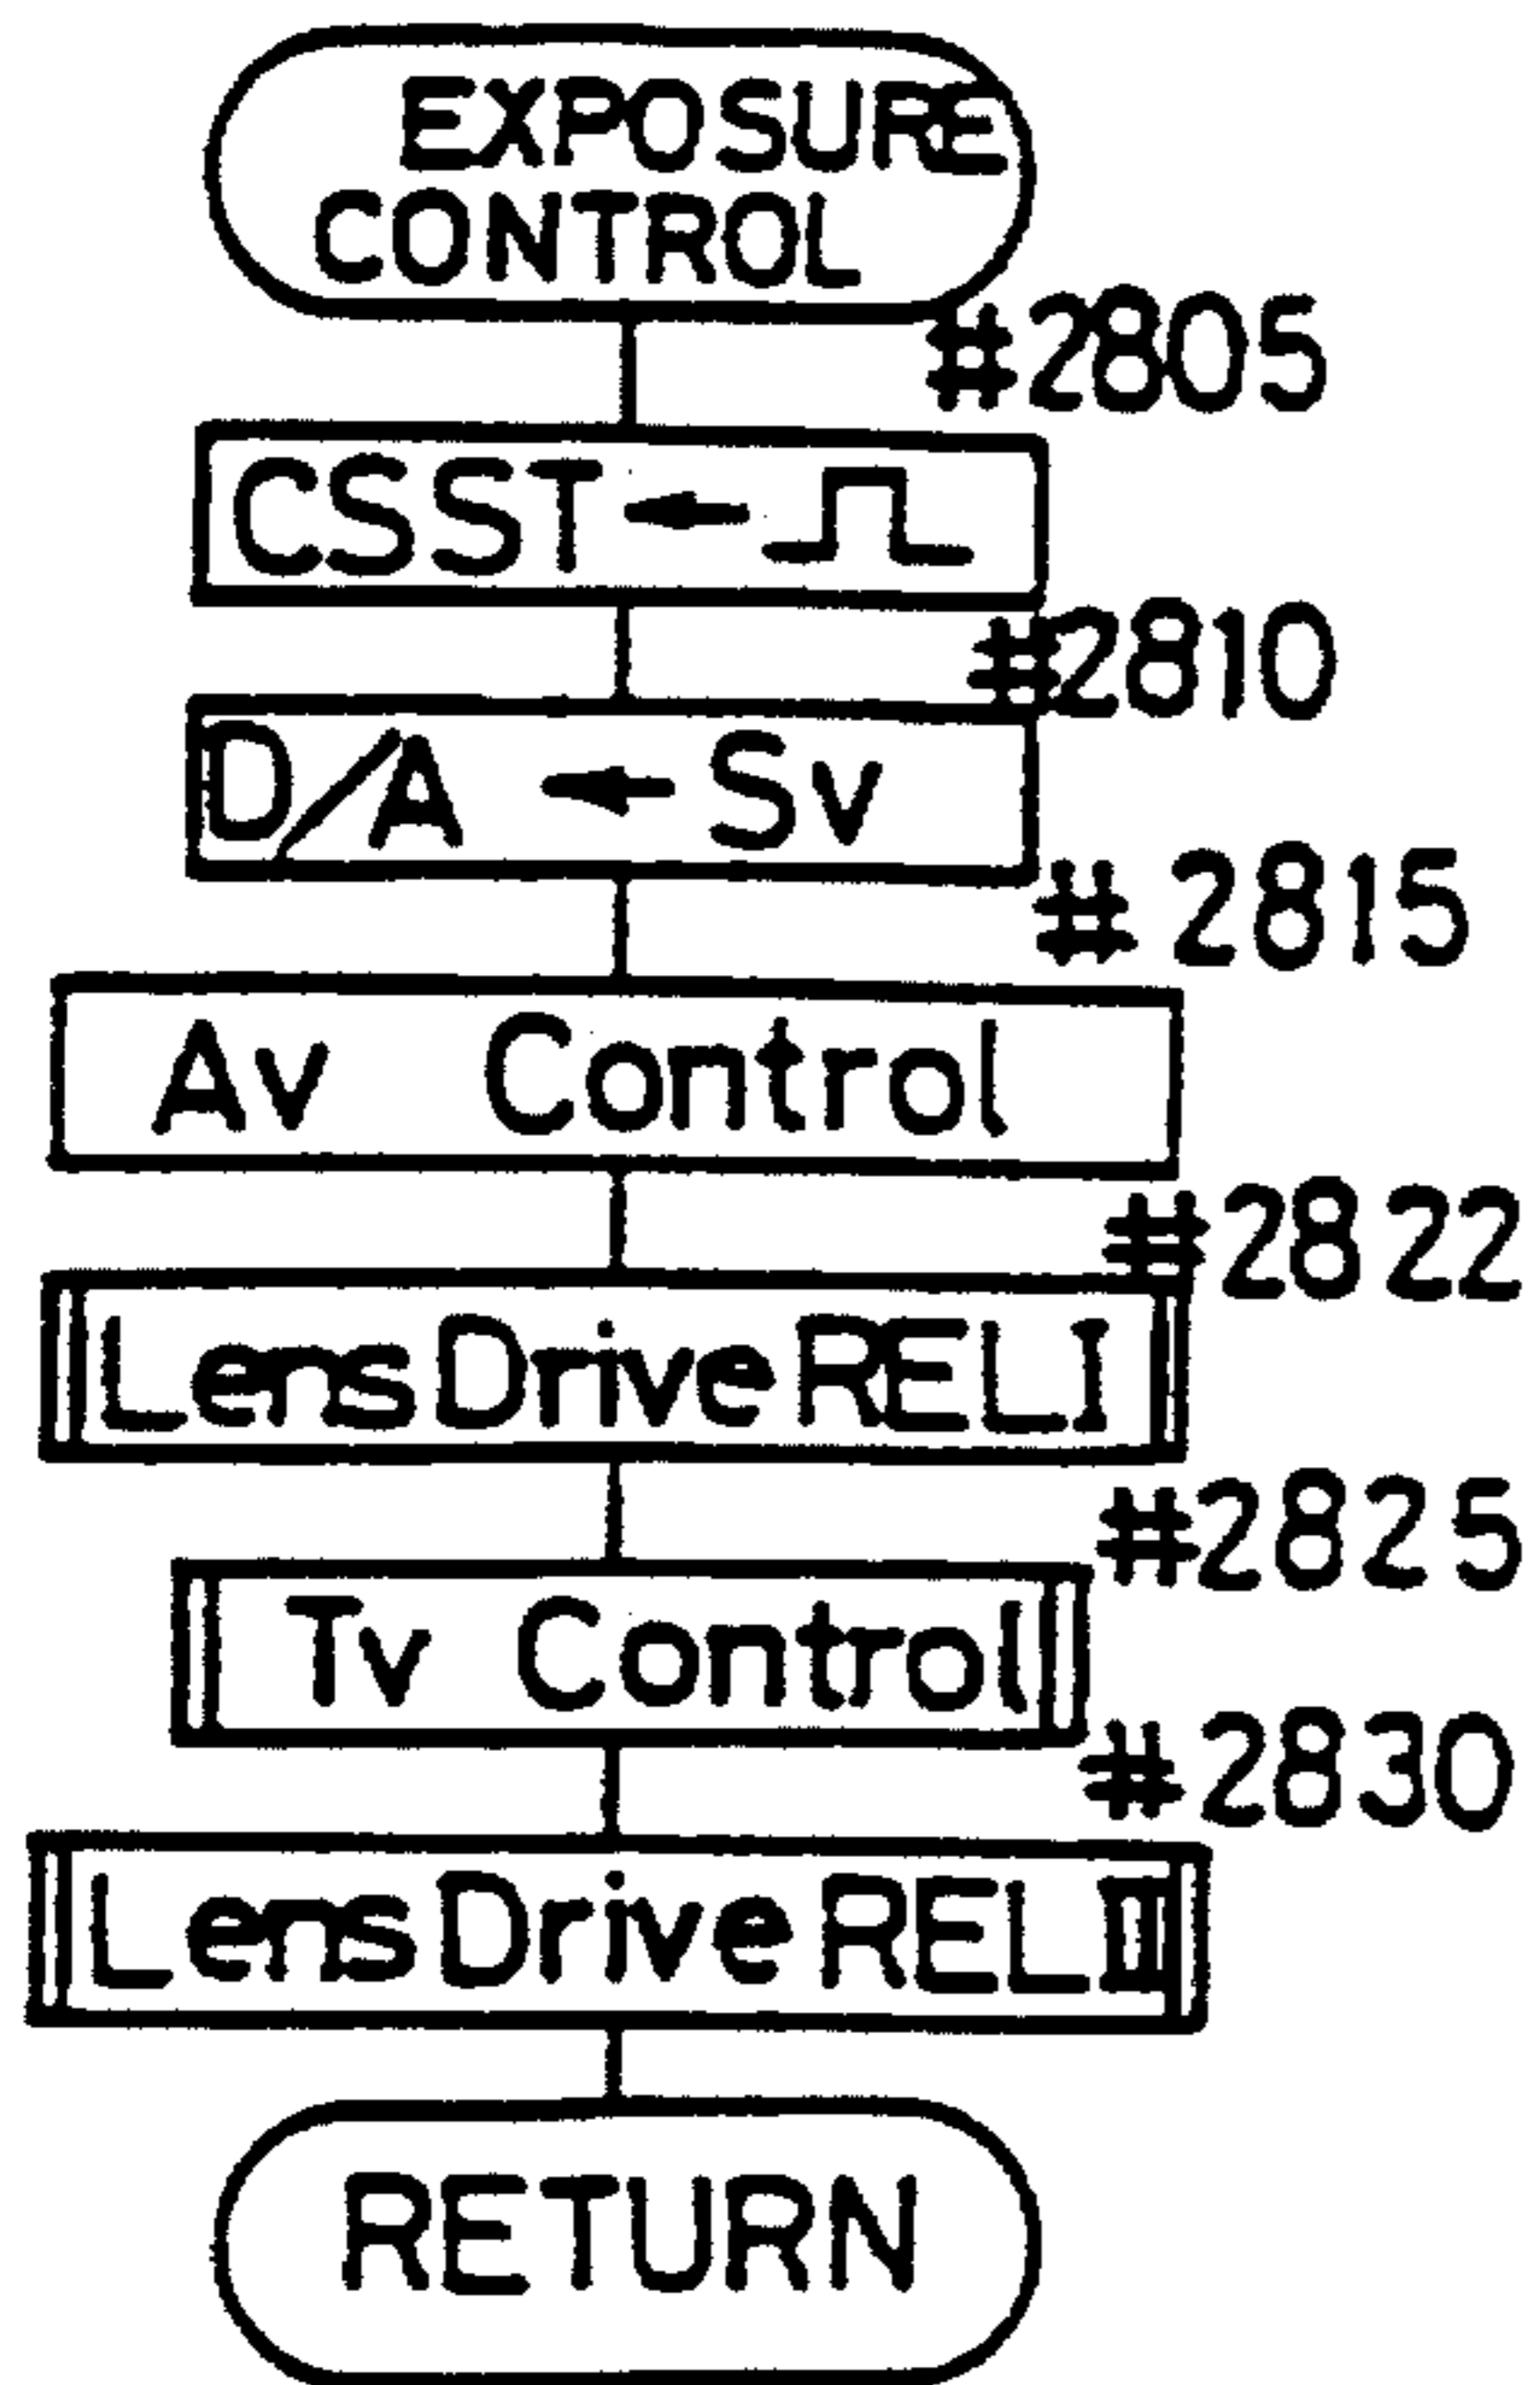 EXPOSURE
CONTROL
#2805
CSST ←
#2810
D/A ← Sv
#2815
Av Control
#2822
Lens Drive REL I
#2825
Tv Control
#2830
Lens Drive REL II
RETURN